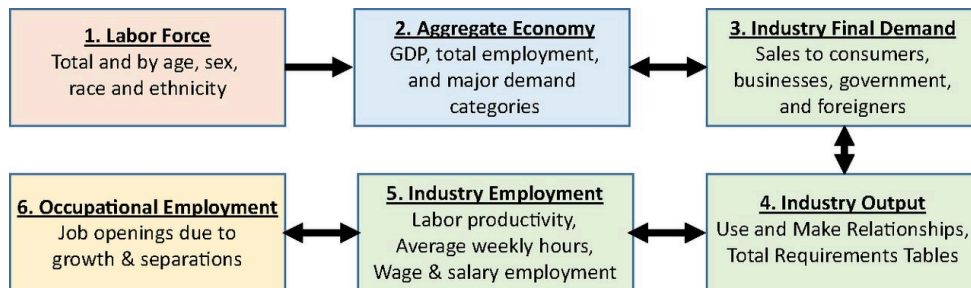 1. Labor Force
Total and by age, sex,
race and ethnicity
2. Aggregate Economy
GDP, total employment,
and major demand
categories
3. Industry Final Demand
Sales to consumers,
businesses, government,
and foreigners
4. Industry Output
Use and Make Relationships,
Total Requirements Tables
5. Industry Employment
Labor productivity,
Average weekly hours,
Wage & salary employment
6. Occupational Employment
Job openings due to
growth & separations